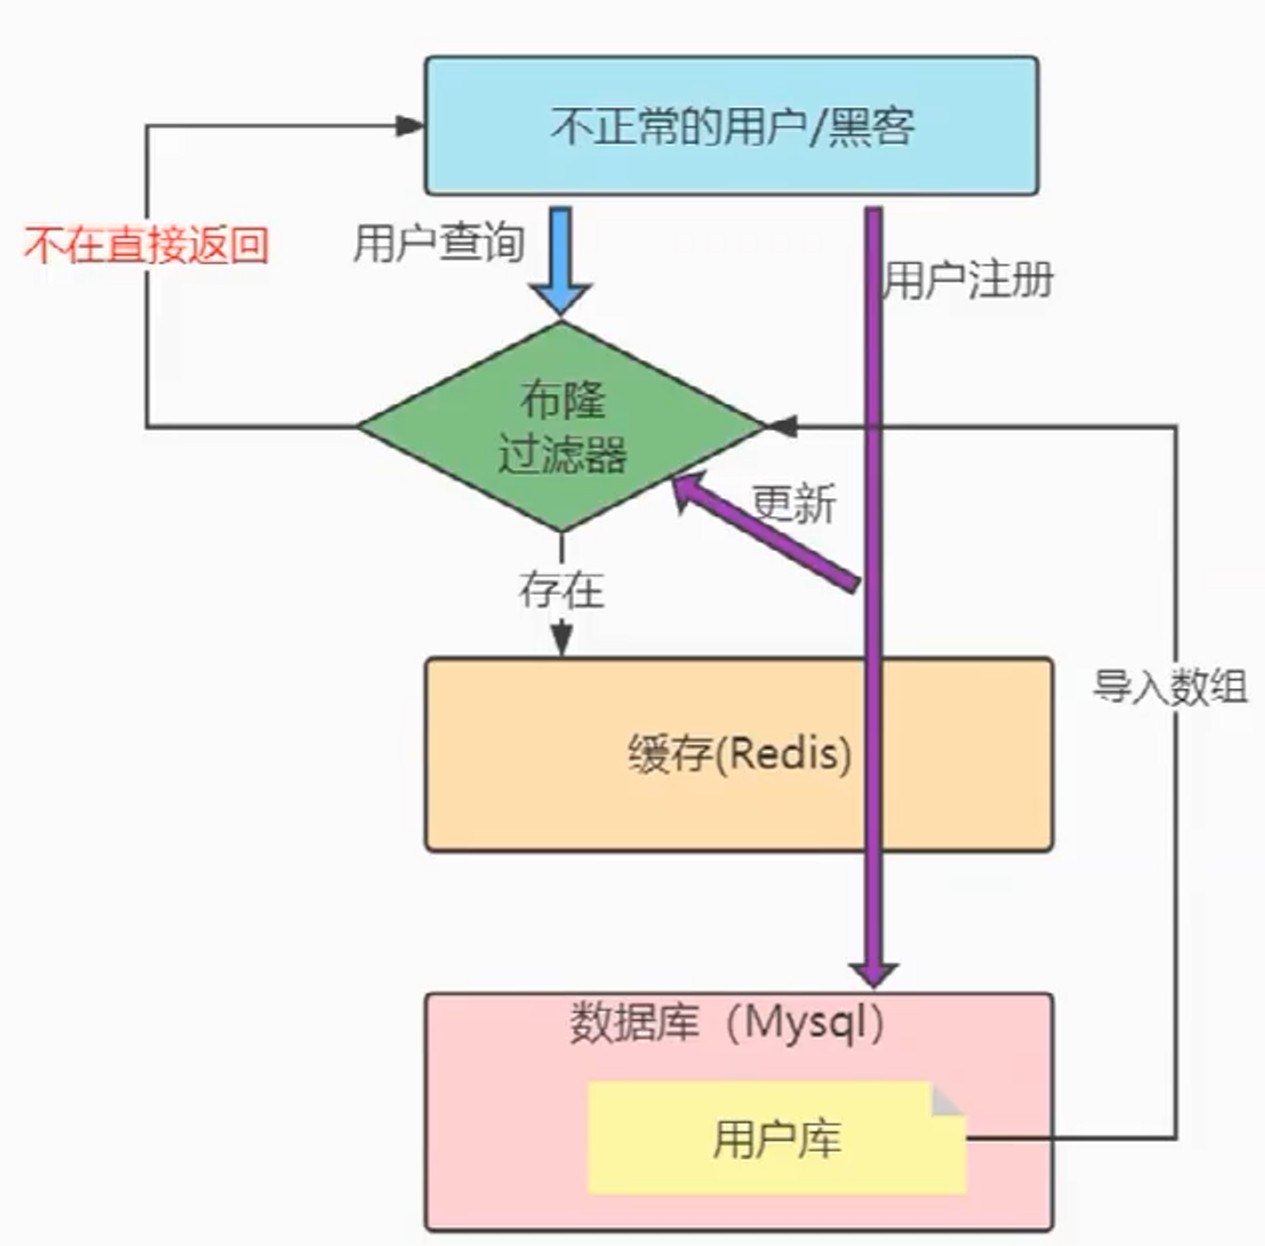 不正常的用户/黑客
不在直接返回
用户查询
用户注册
布隆
过滤器
更新
存在
导入数组
缓存(Redis)
数据库（Mysql）
用户库